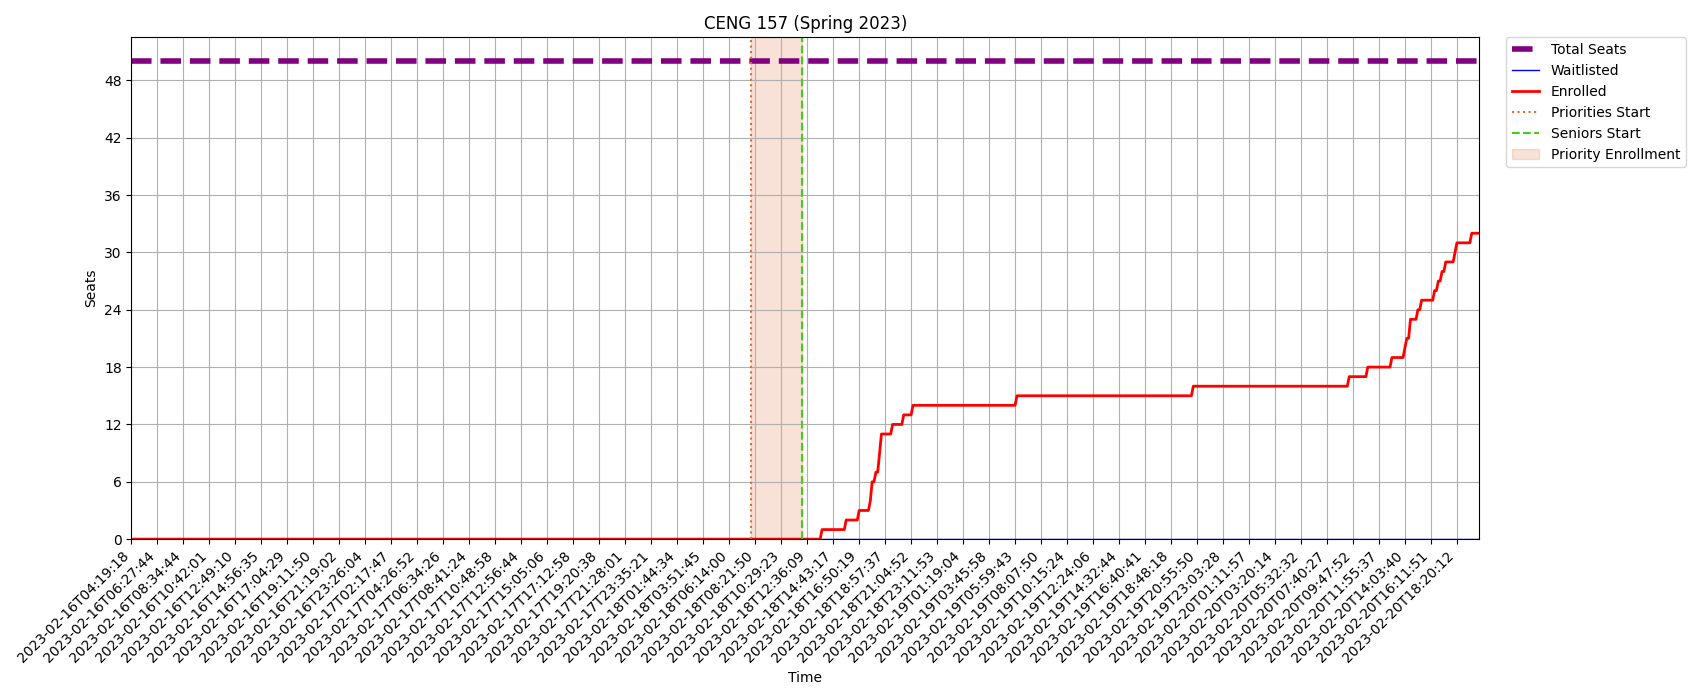 CENG 157 (Spring 2023)
Total Seats
Waitlisted
Enrolled
Priorities Start
Seniors Start
Priority Enrollment
Seats
48
42
36
30
24
18
12
6
0
2023-02-16T04:19:18
2023-02-16T06:27:44
2023-02-16T08:34:44
2023-02-16T10:42:01
2023-02-16T12:49:10
2023-02-16T14:56:35
2023-02-16T17:04:29
2023-02-16T19:11:50
2023-02-16T21:19:02
2023-02-16T23:26:04
2023-02-17T02:17:47
2023-02-17T04:26:52
2023-02-17T06:34:26
2023-02-17T08:41:24
2023-02-17T10:48:58
2023-02-17T12:56:44
2023-02-17T15:05:06
2023-02-17T17:12:58
2023-02-17T19:20:38
2023-02-17T21:28:01
2023-02-17T23:35:21
2023-02-18T01:44:34
2023-02-18T03:51:45
2023-02-18T06:14:00
2023-02-18T08:21:50
2023-02-18T10:29:23
2023-02-18T12:36:09
2023-02-18T14:43:17
2023-02-18T16:50:19
2023-02-18T18:57:37
2023-02-18T21:04:52
2023-02-18T23:11:53
2023-02-19T01:19:04
2023-02-19T03:45:58
2023-02-19T05:59:43
2023-02-19T08:07:50
2023-02-19T10:15:24
2023-02-19T12:24:06
2023-02-19T14:32:44
2023-02-19T16:40:41
2023-02-19T18:48:18
2023-02-19T20:55:50
2023-02-19T23:03:28
2023-02-20T01:11:57
2023-02-20T03:20:14
2023-02-20T05:32:32
2023-02-20T07:40:27
2023-02-20T09:47:52
2023-02-20T11:55:37
2023-02-20T14:03:40
2023-02-20T16:11:51
2023-02-20T18:20:12
Time